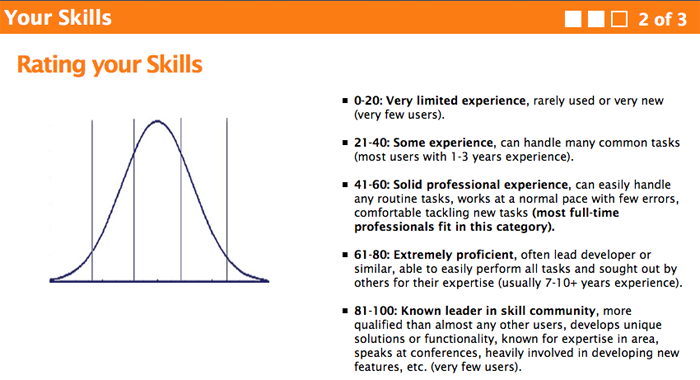 Your Skills
2 of 3
Rating your Skills
0-20: Very limited experience, rarely used or very new
(very few users).
21-40: Some experience, can handle many common tasks
(most users with 1-3 years experience).
41-60: Solid professional experience, can easily handle
any routine tasks, works at a normal pace with few errors,
comfortable tackling new tasks (most full-time
professionals fit in this category).
61-80: Extremely proficient, often lead developer or
similar, able to easily perform all tasks and sought out by
others for their expertise (usually 7-10+ years experience).
81-100: Known leader in skill community, more
qualified than almost any other users, develops unique
solutions or functionality, known for expertise in area,
speaks at conferences, heavily involved in developing new
features, etc. (very few users).